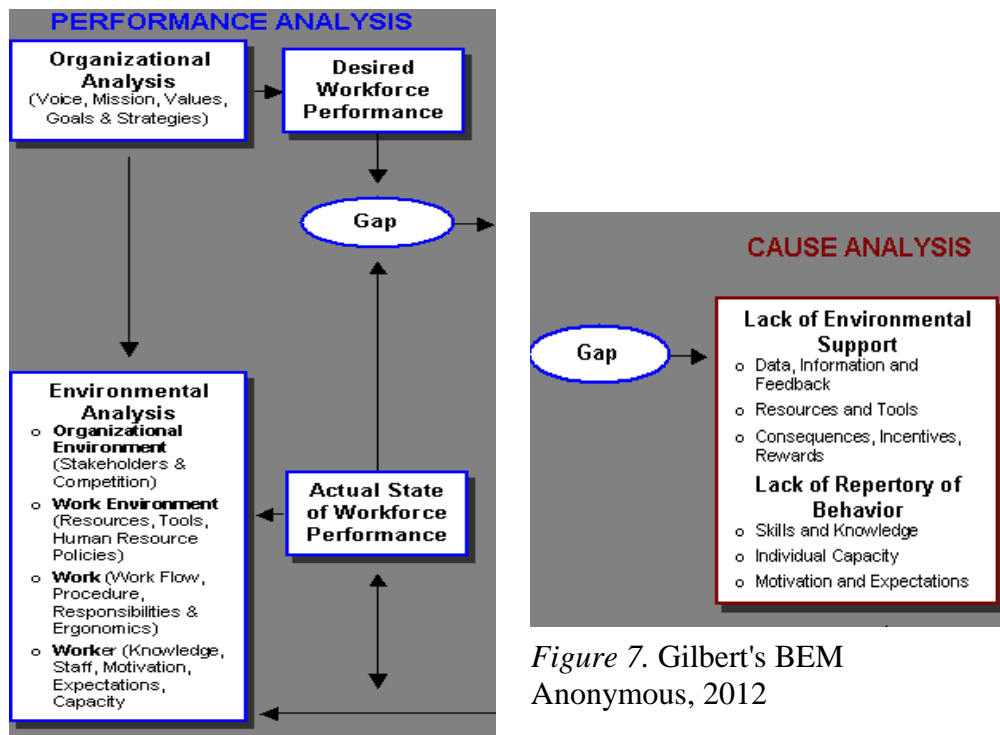 PERFORMANCE ANALYSIS
Organizational
Analysis
(Voice, Mission, Values,
Goals & Strategies)
Desired
Workforce
Performance
Gap
Environmental
Analysis
o Organizational
Environment
(Stakeholders &
Competition)
o Work Environment
(Resources, Tools,
Human Resource
Policies)
o Work (Work Flow,
Procedure,
Responsibilities &
Ergonomics)
o Worker (Knowledge,
Staff, Motivation,
Expectations,
Capacity
Actual State
of Workforce
Performance
CAUSE ANALYSIS
Gap
Lack of Environmental
Support
o Data, Information and
Feedback
o Resources and Tools
o Consequences, Incentives,
Rewards
Lack of Repertory of
Behavior
o Skills and Knowledge
o Individual Capacity
o Motivation and Expectations
Figure 7. Gilbert's BEM
Anonymous, 2012